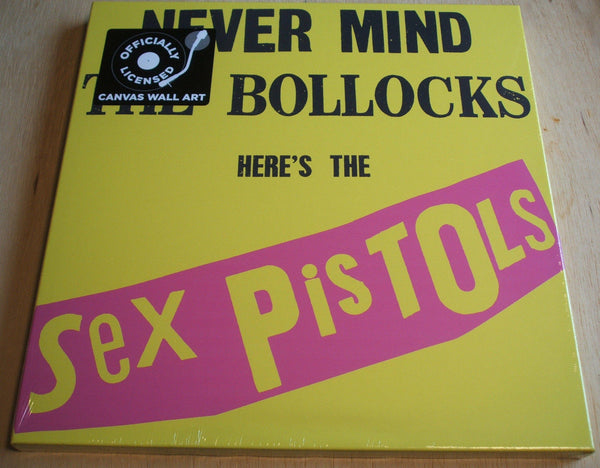 NEVER MIND
THE BOLLOCKS
HERE'S THE
SeX PiSTOLS
OFFICIALLY
LICENSED
CANVAS WALL ART